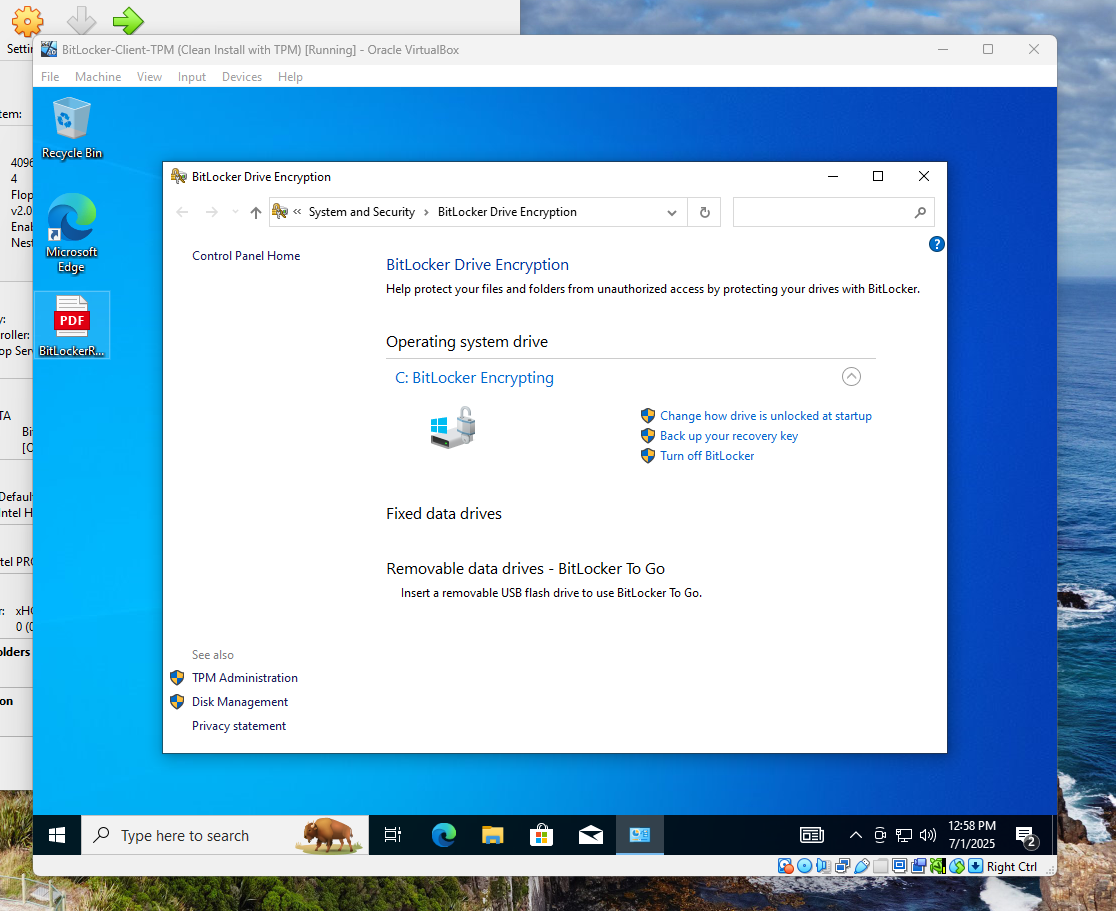 Settin
BitLocker-Client-TPM (Clean Install with TPM) [Running] - Oracle VirtualBox
File Machine View Input Devices Help
tem:
4096
4
Flop
v2.0
Enab
Nest
y:
roller:
op Serv
TA
Bi
[O
Default
ntel H
tel PRO
r: xHC
0 (0
olders
on
Recycle Bin
Microsoft
Edge
PDF
BitLockerR...
BitLocker Drive Encryption
« System and Security › BitLocker Drive Encryption
Control Panel Home
?
BitLocker Drive Encryption
Help protect your files and folders from unauthorized access by protecting your drives with BitLocker.
Operating system drive
C: BitLocker Encrypting
Change how drive is unlocked at startup
Back up your recovery key
Turn off BitLocker
Fixed data drives
Removable data drives - BitLocker To Go
Insert a removable USB flash drive to use BitLocker To Go.
See also
TPM Administration
Disk Management
Privacy statement
Type here to search
12:58 PM
7/1/2025
2
Right Ctrl